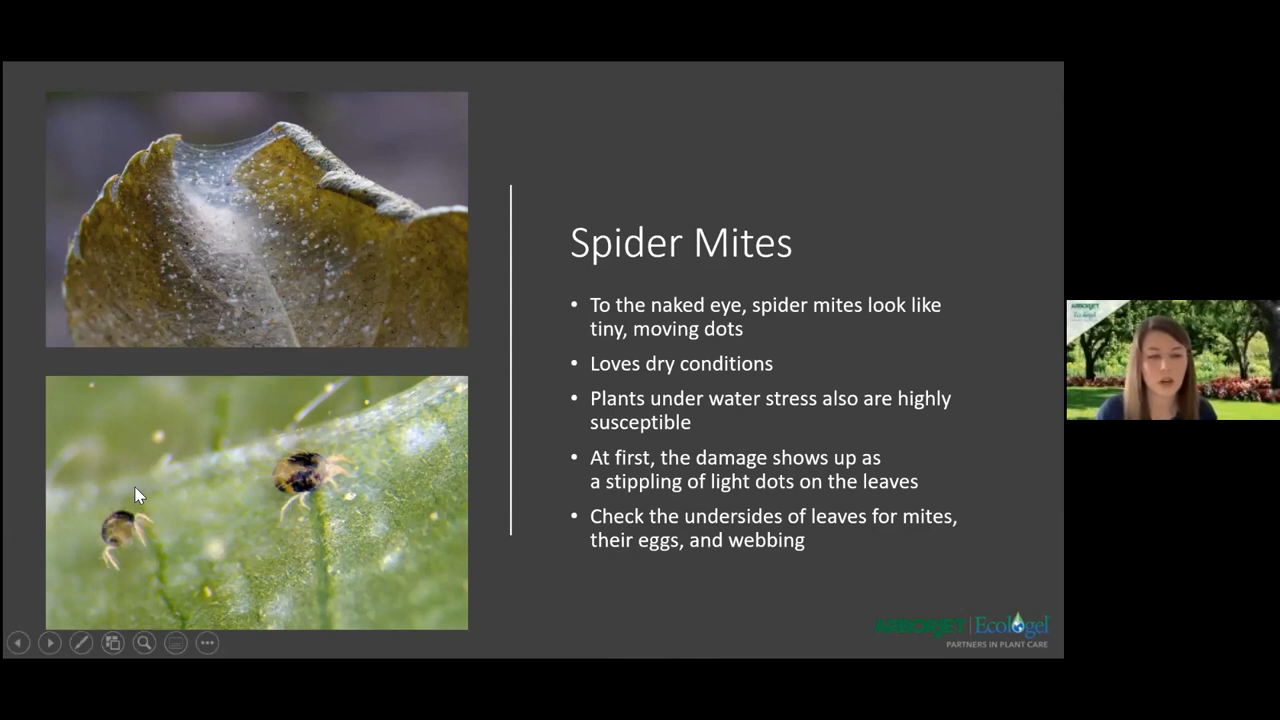 Spider Mites
• To the naked eye, spider mites look like
tiny, moving dots
• Loves dry conditions
• Plants under water stress also are highly
susceptible
• At first, the damage shows up as
a stippling of light dots on the leaves
• Check the undersides of leaves for mites,
their eggs, and webbing
ARBORJET | Ecologel
PARTNERS IN PLANT CARE
ARBORJET
Ecologel